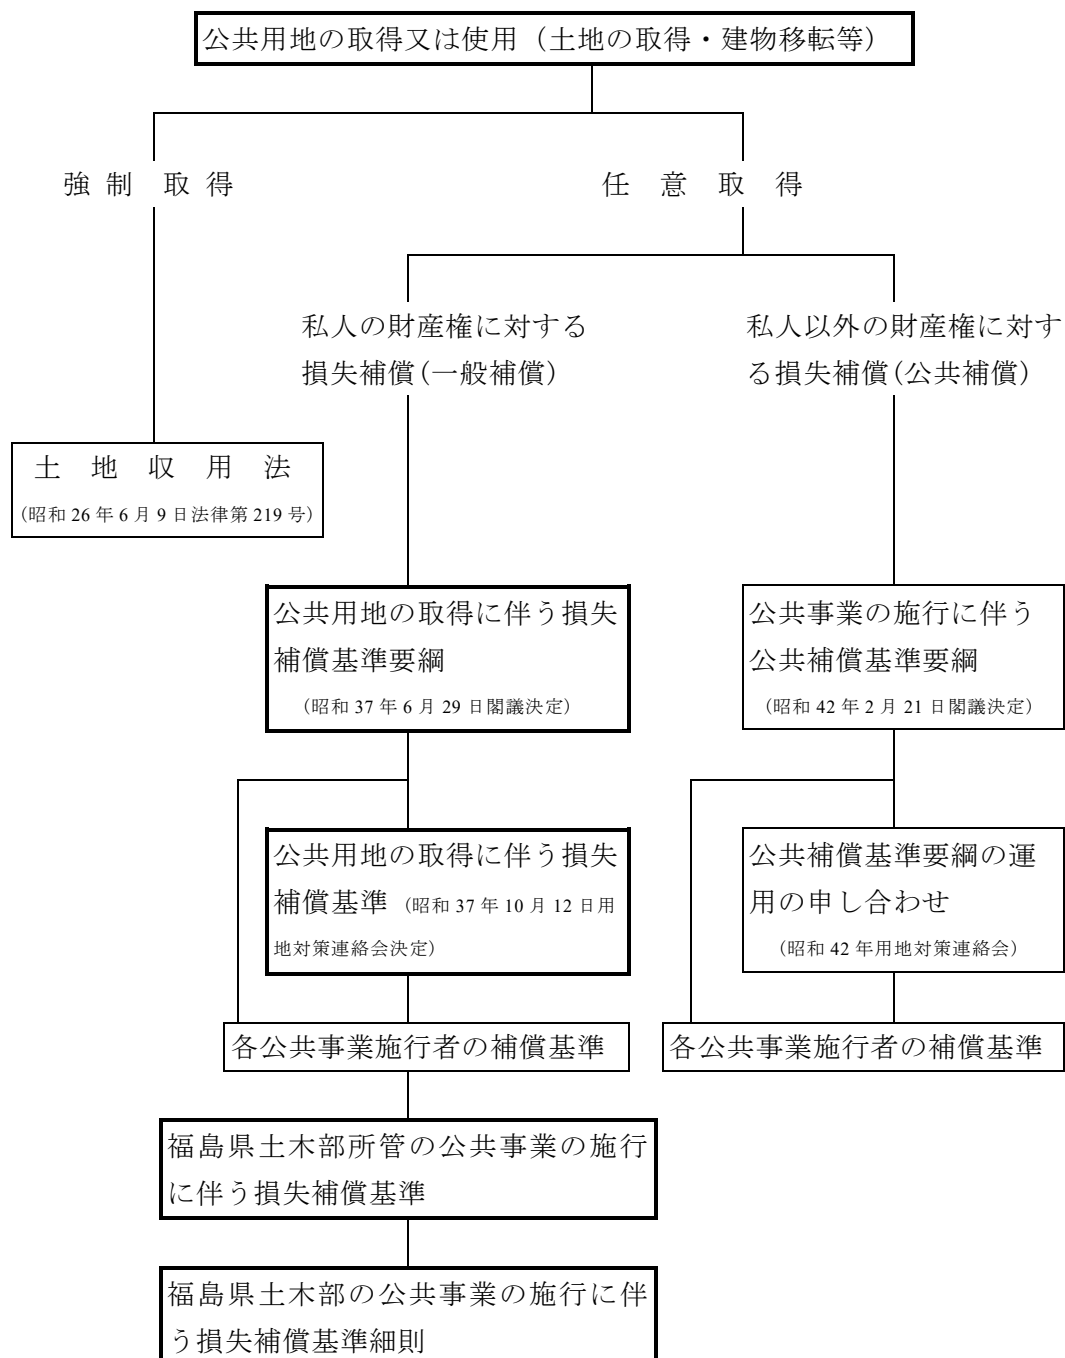 公共用地の取得又は使用（土地の取得・建物移転等）
強 制 取 得
任 意 取 得
私人の財産権に対する
損失補償(一般補償)
私人以外の財産権に対す
る損失補償(公共補償)
土 地 収 用 法
(昭和 26 年 6 月 9 日法律第 219 号)
公共用地の取得に伴う損失
補償基準要綱
(昭和 37 年 6 月 29 日閣議決定)
公共事業の施行に伴う
公共補償基準要綱
(昭和 42 年 2 月 21 日閣議決定)
公共用地の取得に伴う損失
補償基準 (昭和 37 年 10 月 12 日用
地対策連絡会決定)
公共補償基準要綱の運
用の申し合わせ
(昭和 42 年用地対策連絡会)
各公共事業施行者の補償基準
各公共事業施行者の補償基準
福島県土木部所管の公共事業の施行
に伴う損失補償基準
福島県土木部の公共事業の施行に伴
う損失補償基準細則